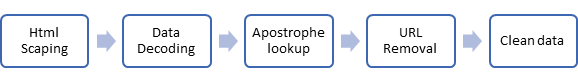 Html
Scaping
Data
Decoding
Apostrophe
lookup
URL
Removal
Clean data